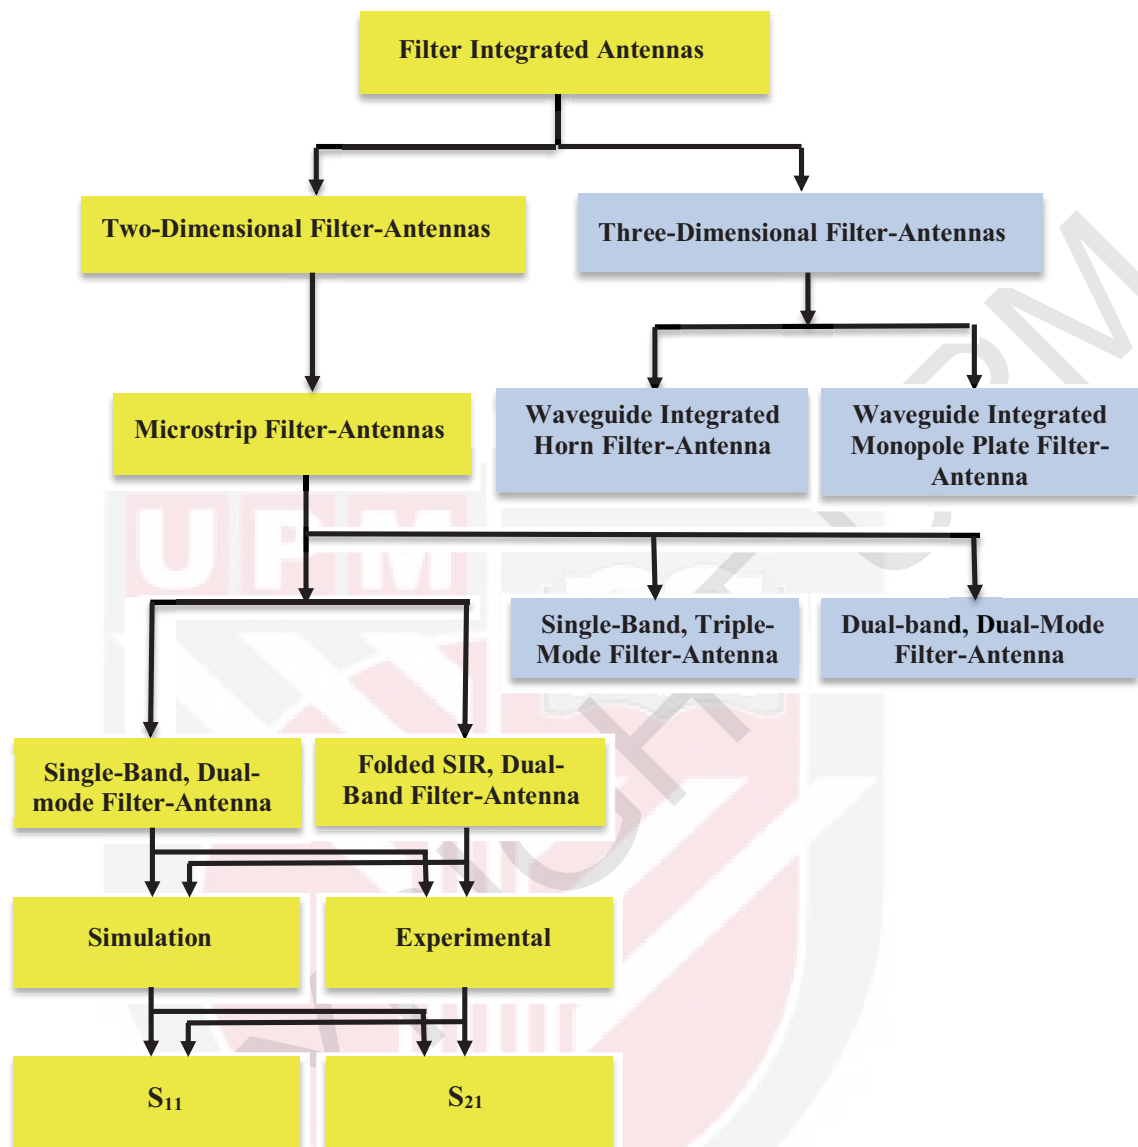 Filter Integrated Antennas
Two-Dimensional Filter-Antennas
Three-Dimensional Filter-Antennas
Microstrip Filter-Antennas
Waveguide Integrated
Horn Filter-Antenna
Waveguide Integrated
Monopole Plate Filter-
Antenna
UPM
Single-Band, Triple-
Mode Filter-Antenna
Dual-band, Dual-Mode
Filter-Antenna
Single-Band, Dual-
mode Filter-Antenna
Folded SIR, Dual-
Band Filter-Antenna
Simulation
Experimental
S₁₁
S₂₁
UPM